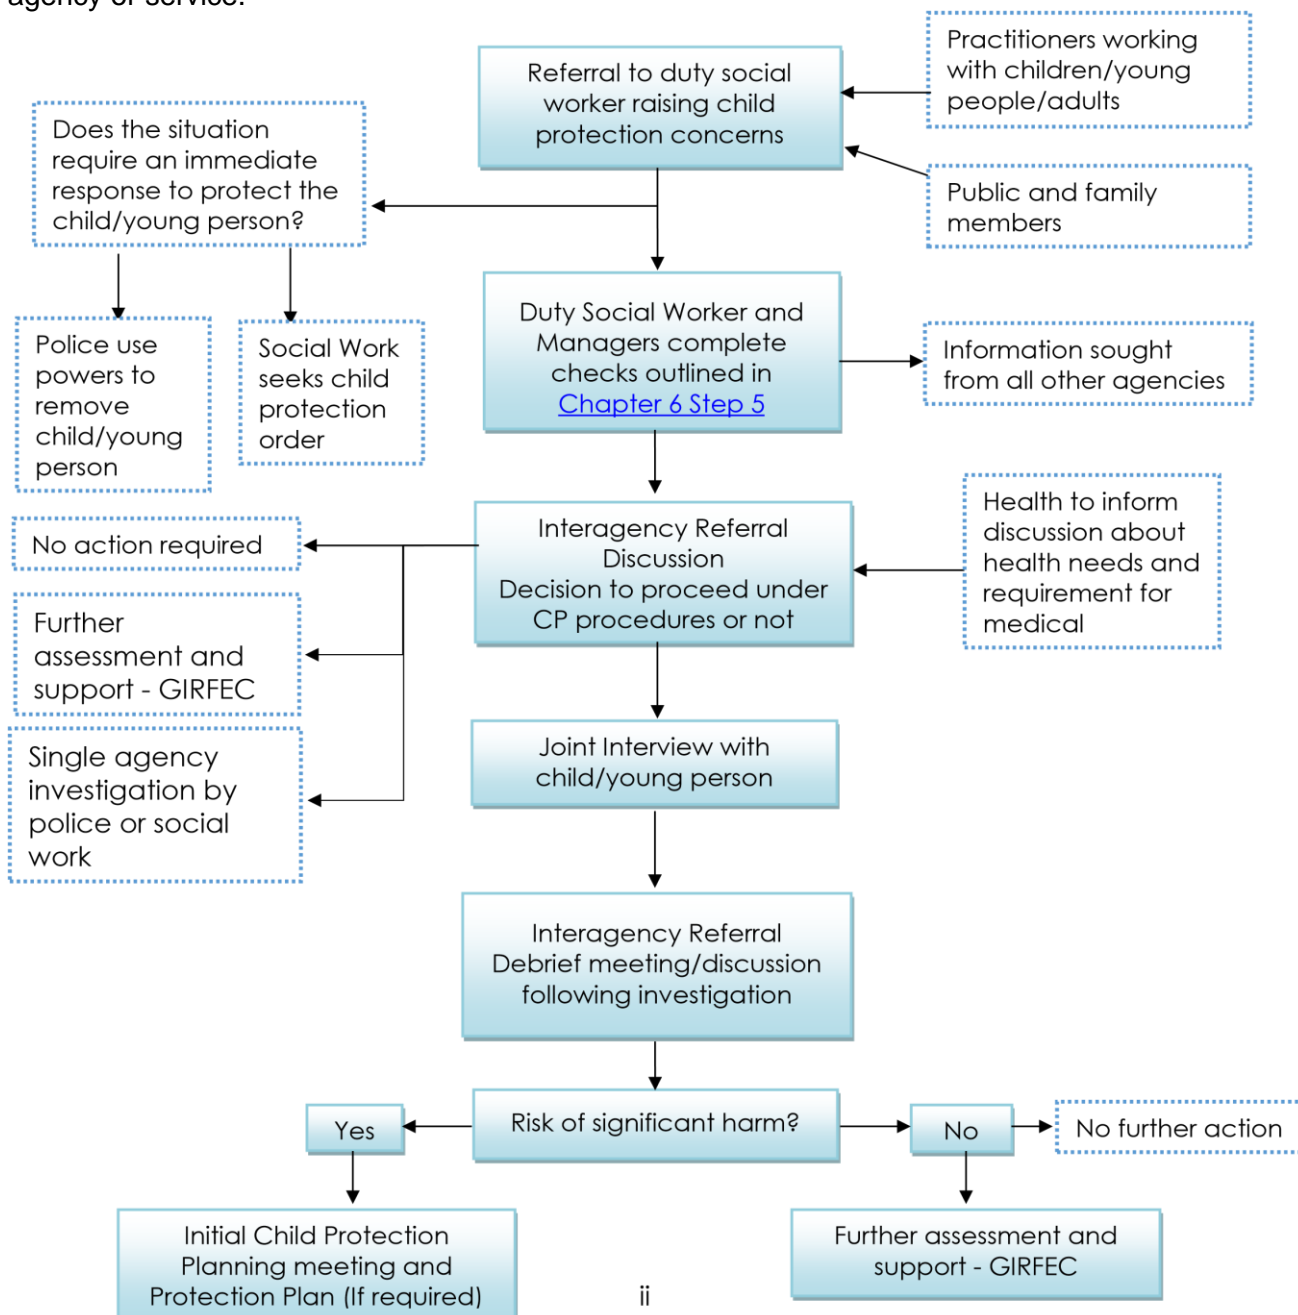 agency or service.
Referral to duty social
worker raising child
protection concerns
Practitioners working
with children/young
people/adults
Public and family
members
Does the situation
require an immediate
response to protect the
child/young person?
Police use
powers to
remove
child/young
person
Social Work
seeks child
protection
order
Duty Social Worker and
Managers complete
checks outlined in
Chapter 6 Step 5
Information sought
from all other agencies
Interagency Referral
Discussion
Decision to proceed under
CP procedures or not
Health to inform
discussion about
health needs and
requirement for
medical
No action required
Further
assessment and
support - GIRFEC
Single agency
investigation by
police or social
work
Joint Interview with
child/young person
Interagency Referral
Debrief meeting/discussion
following investigation
Risk of significant harm?
Yes
No
No further action
Initial Child Protection
Planning meeting and
Protection Plan (If required)
Further assessment and
support - GIRFEC
ii